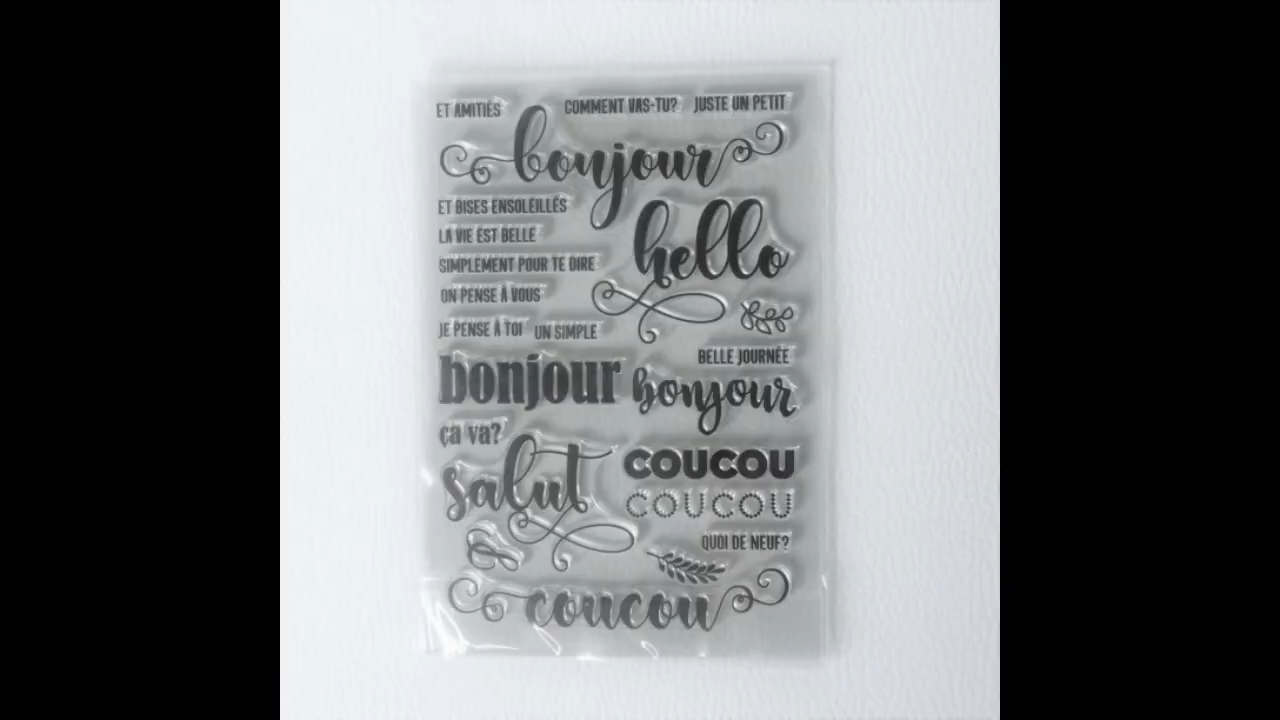 ET AMITIÉS COMMENT VAS-TU? JUSTE UN PETIT
bonjour
ET BISES ENSOLEILLÉS
hello
LA VIE EST BELLE
SIMPLEMENT POUR TE DIRE
ON PENSE À VOUS
JE PENSE À TOI UN SIMPLE
BELLE JOURNÉE
bonjour bonjour
ça va?
salut
COUCOU
COUCOU
QUOI DE NEUF?
coucou